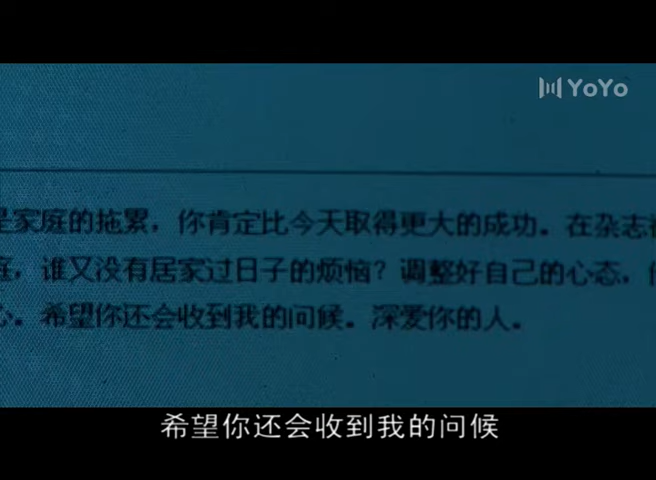 YoYo
是家庭的拖累，你肯定比今天取得更大的成功。在杂志
庭，谁又没有居家过日子的烦恼？调整好自己的心态，
心。希望你还会收到我的问候。深爱你的人。
希望你还会收到我的问候